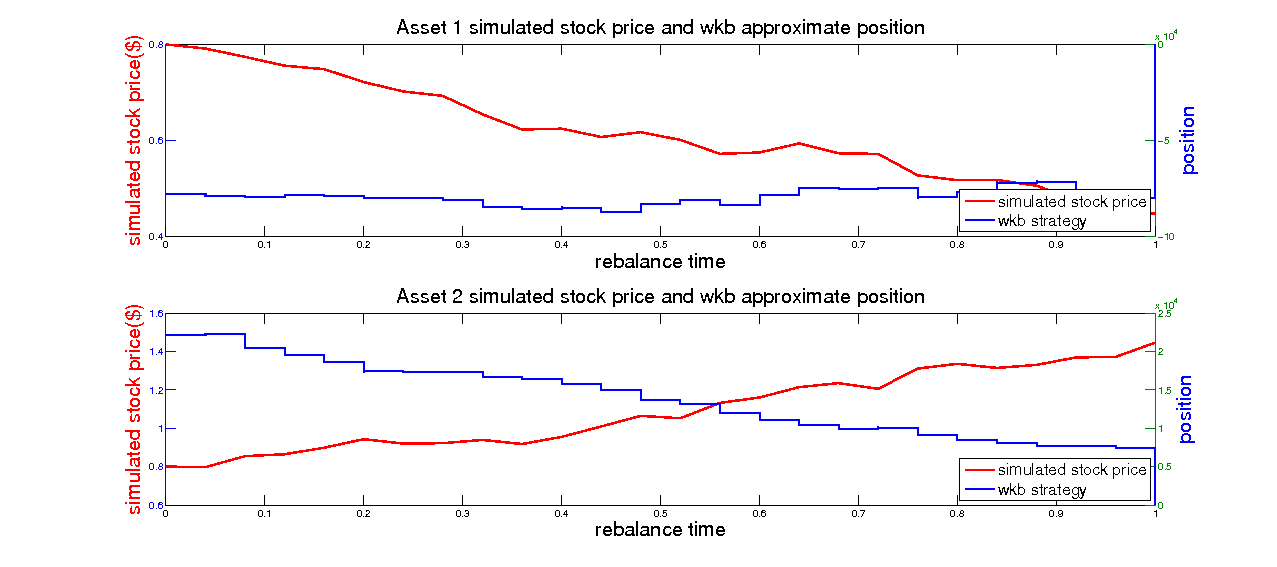 Asset 1 simulated stock price and wkb approximate position
x 10^4
simulated stock price($)
0.8
0.6
0.4
0
-5
-10
position
simulated stock price
wkb strategy
0 0.1 0.2 0.3 0.4 0.5 0.6 0.7 0.8 0.9 1
rebalance time
Asset 2 simulated stock price and wkb approximate position
x 10^4
simulated stock price($)
1.6
1.4
1.2
1
0.8
0.6
2.5
2
1.5
1
0.5
0
position
simulated stock price
wkb strategy
0 0.1 0.2 0.3 0.4 0.5 0.6 0.7 0.8 0.9 1
rebalance time